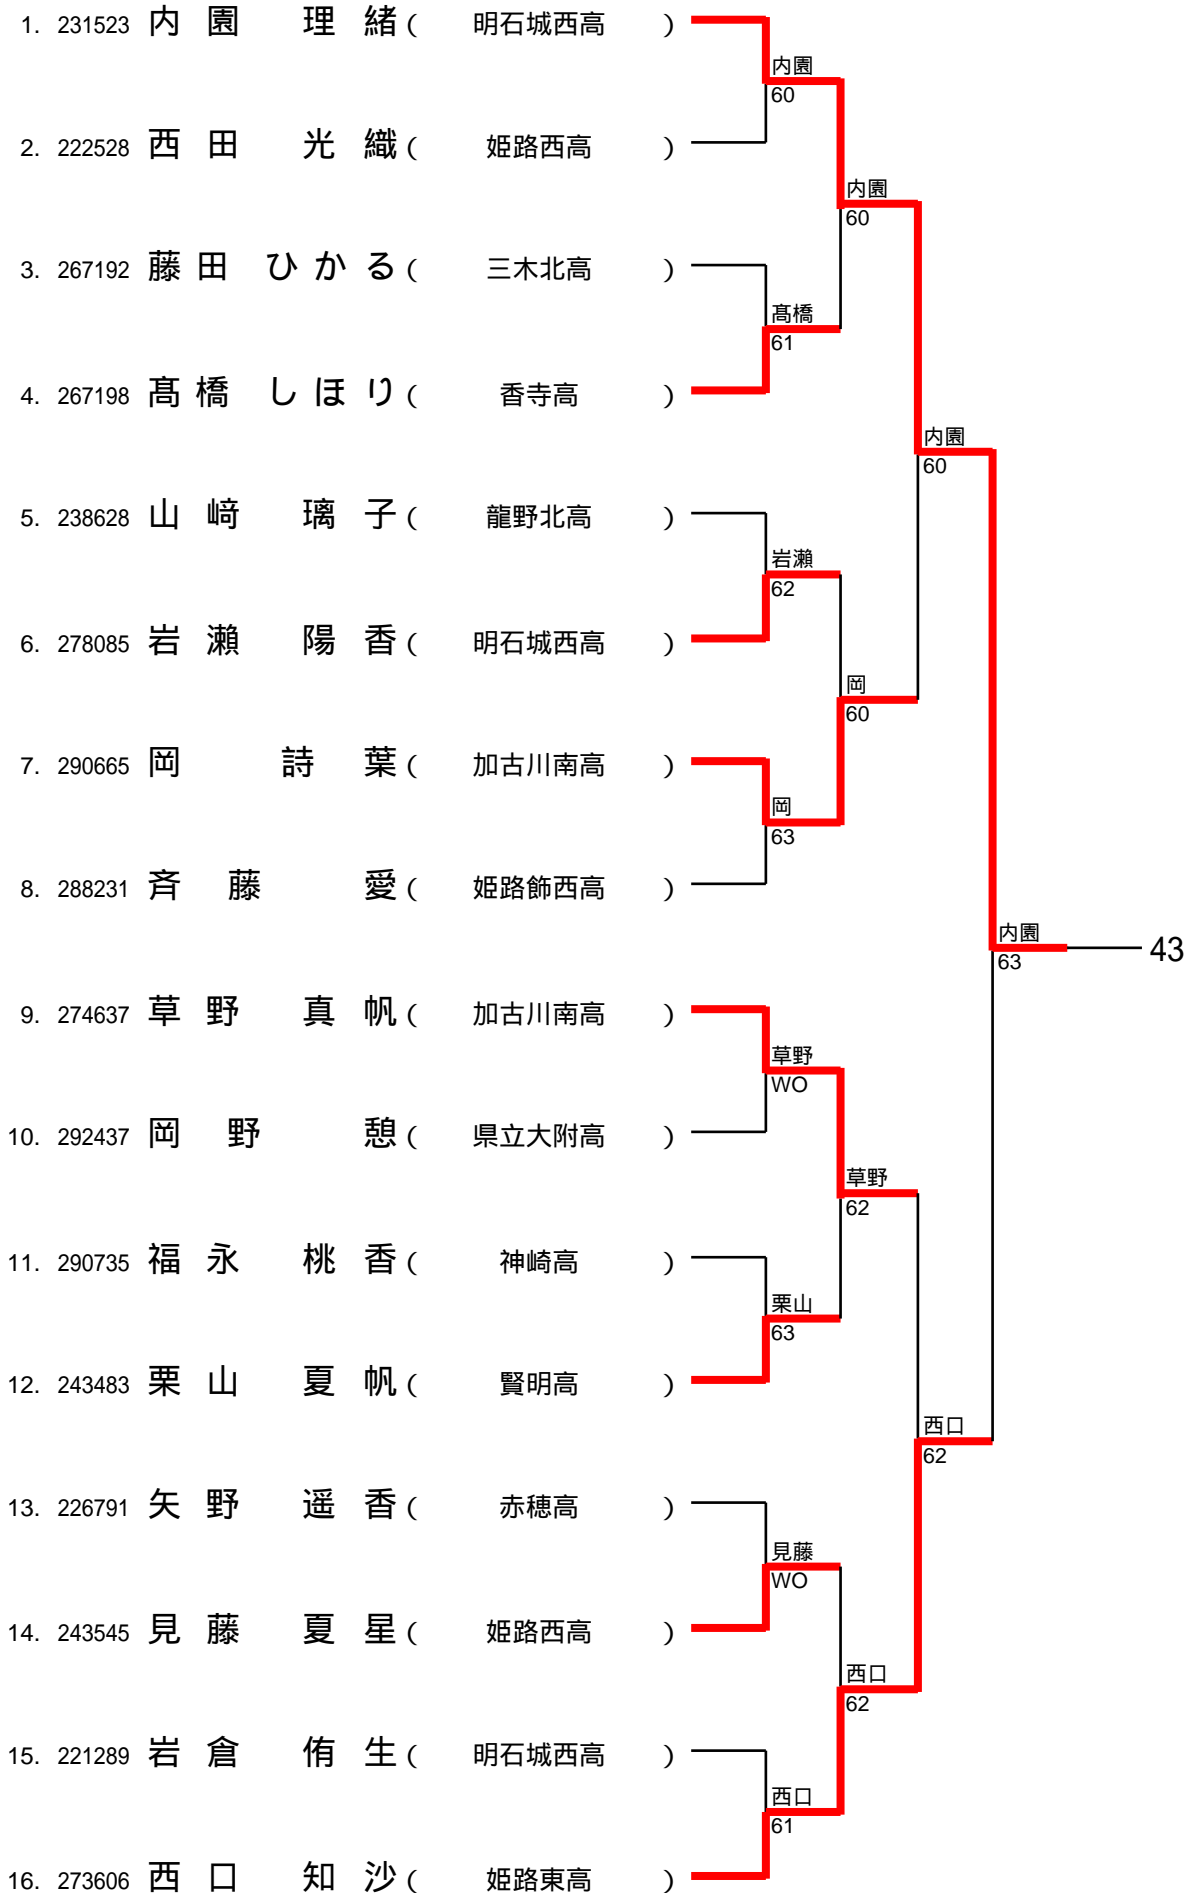 1. 231523 内園 理緒 ( 明石城西高 )
内園
60
2. 222528 西田 光織 ( 姫路西高 )
内園
60
3. 267192 藤田 ひかる ( 三木北高 )
髙橋
61
4. 267198 髙橋 しほり ( 香寺高 )
内園
60
5. 238628 山﨑 璃子 ( 龍野北高 )
岩瀨
62
6. 278085 岩瀨 陽香 ( 明石城西高 )
岡
60
7. 290665 岡 詩葉 ( 加古川南高 )
岡
63
8. 288231 斉藤 愛 ( 姫路飾西高 )
内園
63
43
9. 274637 草野 真帆 ( 加古川南高 )
草野
WO
10. 292437 岡野 憩 ( 県立大附高 )
草野
62
11. 290735 福永 桃香 ( 神崎高 )
栗山
63
12. 243483 栗山 夏帆 ( 賢明高 )
西口
62
13. 226791 矢野 遥香 ( 赤穂高 )
見藤
WO
14. 243545 見藤 夏星 ( 姫路西高 )
西口
62
15. 221289 岩倉 侑生 ( 明石城西高 )
西口
61
16. 273606 西口 知沙 ( 姫路東高 )